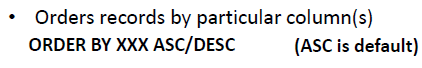 • Orders records by particular column(s)
ORDER BY XXX ASC/DESC (ASC is default)